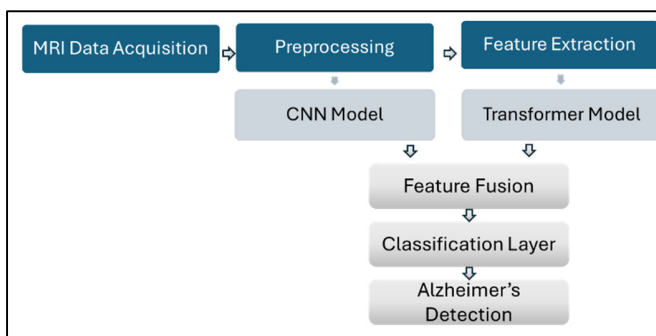 MRI Data Acquisition
Preprocessing
Feature Extraction
CNN Model
Transformer Model
Feature Fusion
Classification Layer
Alzheimer's
Detection